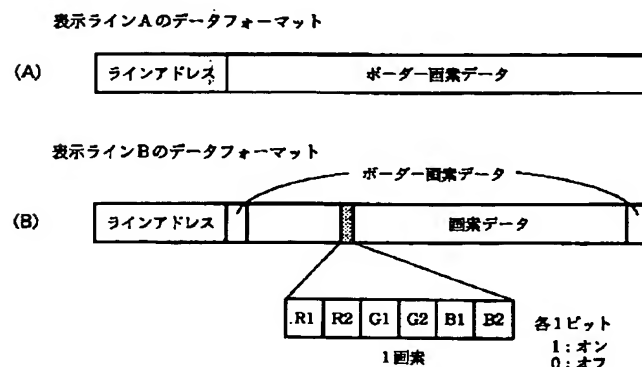 表示ラインAのデータフォーマット
(A)
ラインアドレス
ボーダー画素データ
表示ラインBのデータフォーマット
ボーダー画素データ
(B)
ラインアドレス
画素データ
R1 R2 G1 G2 B1 B2
各1ビット
1画素
1:オン
0:オフ